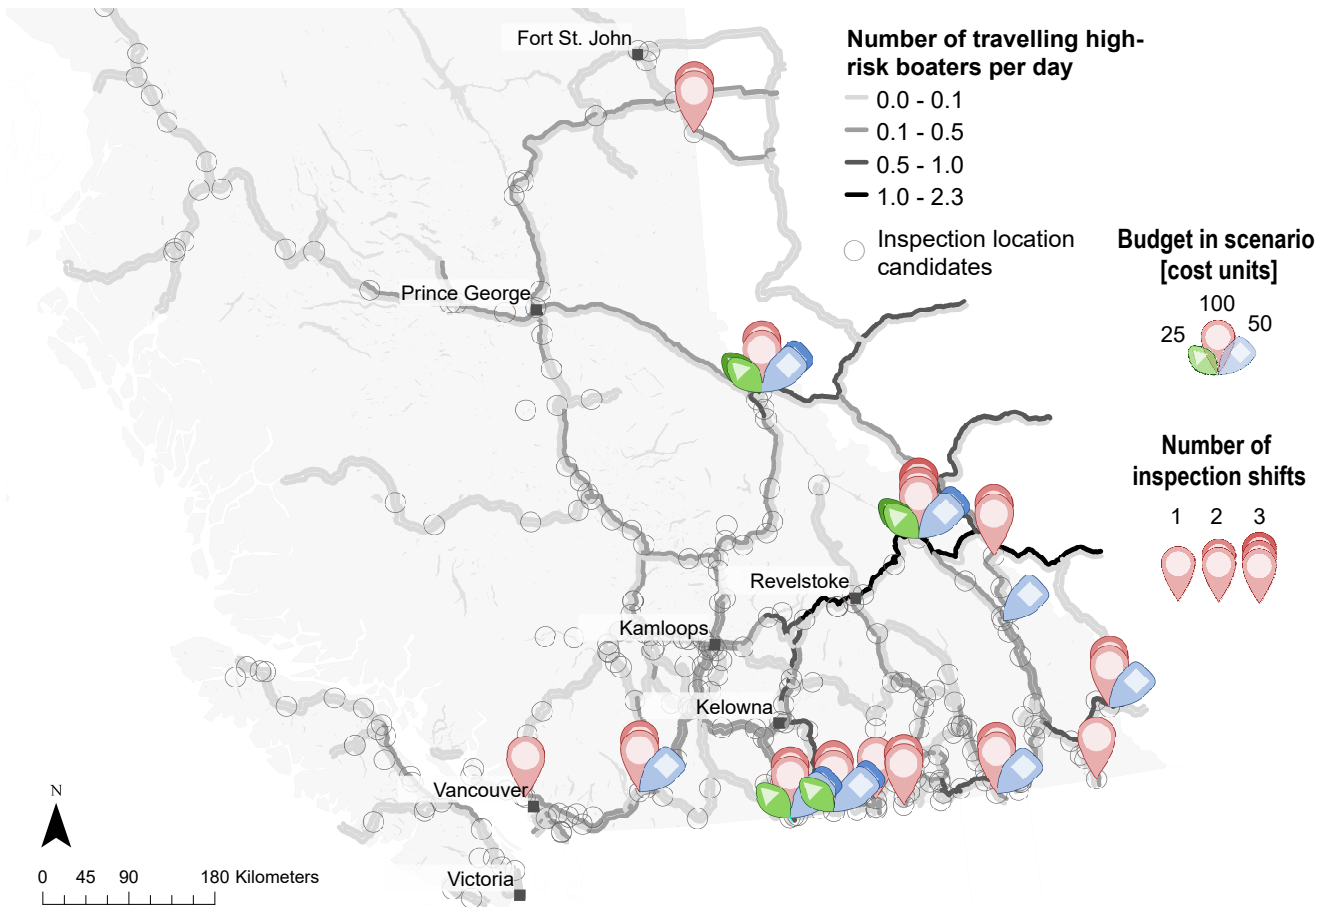 Fort St. John
Number of travelling high-
risk boaters per day
0.0 - 0.1
0.1 - 0.5
0.5 - 1.0
1.0 - 2.3
Inspection location
candidates
Budget in scenario
[cost units]
100
25
50
Prince George
Number of
inspection shifts
1 2 3
Revelstoke
Kamloops
Kelowna
Vancouver
N
0 45 90 180 Kilometers
Victoria